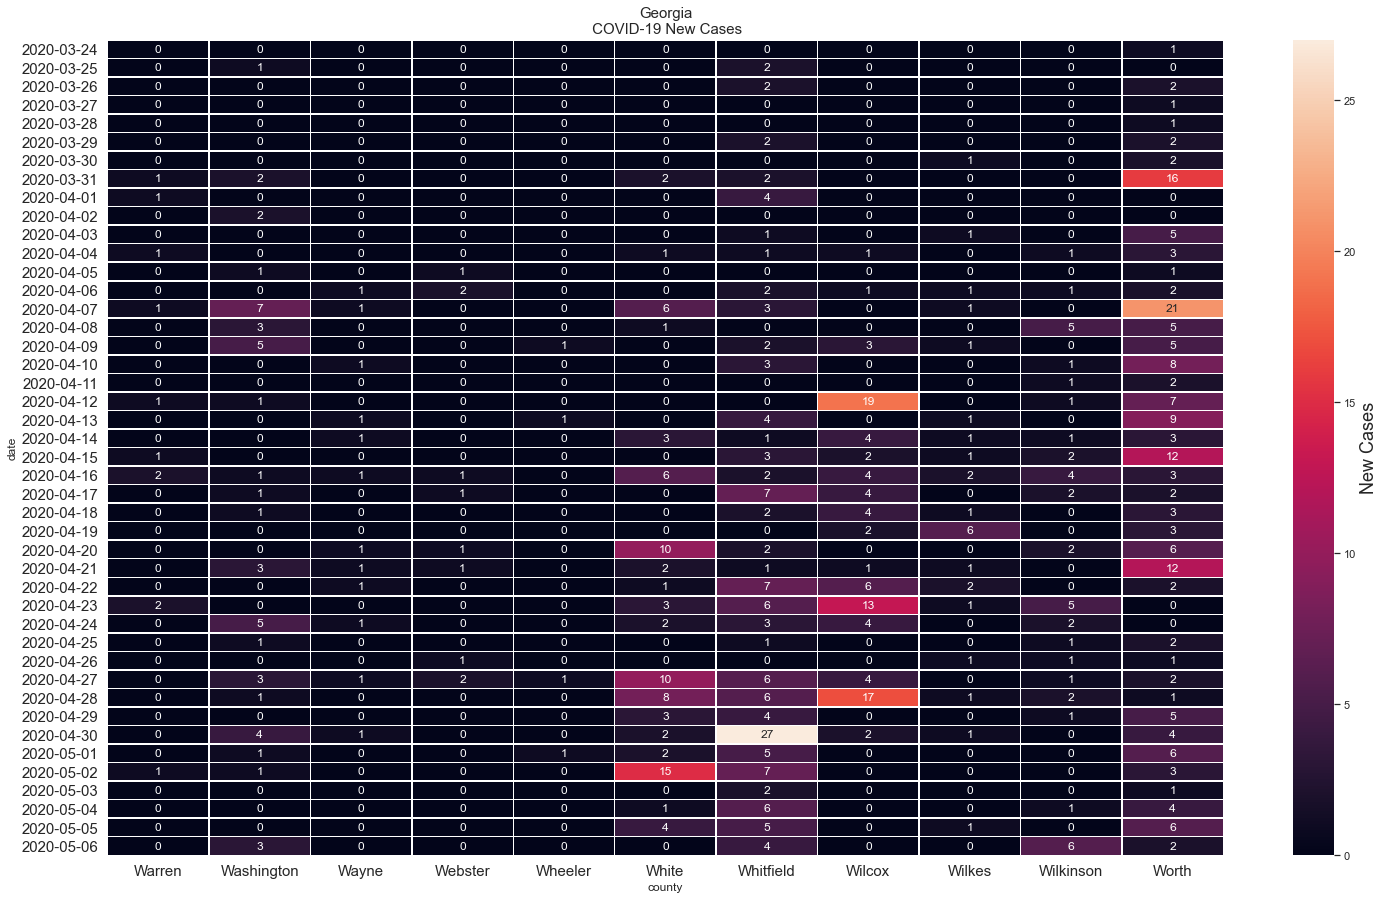 Georgia
COVID-19 New Cases
2020-03-24 0 0 0 0 0 0 0 0 0 0 1
2020-03-25 0 1 0 0 0 0 2 0 0 0 0
2020-03-26 0 0 0 0 0 0 2 0 0 0 2
2020-03-27 0 0 0 0 0 0 0 0 0 0 1
2020-03-28 0 0 0 0 0 0 0 0 0 0 1
2020-03-29 0 0 0 0 0 0 2 0 0 0 2
2020-03-30 0 0 0 0 0 0 0 0 1 0 2
2020-03-31 1 2 0 0 0 2 2 0 0 0 16
2020-04-01 1 0 0 0 0 0 4 0 0 0 0
2020-04-02 0 2 0 0 0 0 0 0 0 0 0
2020-04-03 0 0 0 0 0 0 1 0 1 0 5
2020-04-04 1 0 0 0 0 1 1 1 0 1 3
2020-04-05 0 1 0 1 0 0 0 0 0 0 1
2020-04-06 0 0 1 2 0 0 2 1 1 1 2
2020-04-07 1 7 1 0 0 6 3 0 1 0 21
2020-04-08 0 3 0 0 0 1 0 0 0 5 5
2020-04-09 0 5 0 0 1 0 2 3 1 0 5
2020-04-10 0 0 1 0 0 0 3 0 0 1 8
2020-04-11 0 0 0 0 0 0 0 0 0 1 2
2020-04-12 1 1 0 0 0 0 0 19 0 1 7
2020-04-13 0 0 1 0 1 0 4 0 1 0 9
2020-04-14 0 0 1 0 0 3 1 4 1 1 3
2020-04-15 1 0 0 0 0 0 3 2 1 2 12
2020-04-16 2 1 1 1 0 6 2 4 2 4 3
2020-04-17 0 1 0 1 0 0 7 4 0 2 2
2020-04-18 0 1 0 0 0 0 2 4 1 0 3
2020-04-19 0 0 0 0 0 0 0 2 6 0 3
2020-04-20 0 0 1 1 0 10 2 0 0 2 6
2020-04-21 0 3 1 1 0 2 1 1 1 0 12
2020-04-22 0 0 1 0 0 1 7 6 2 0 2
2020-04-23 2 0 0 0 0 3 6 13 1 5 0
2020-04-24 0 5 1 0 0 2 3 4 0 2 0
2020-04-25 0 1 0 0 0 0 1 0 0 1 2
2020-04-26 0 0 0 1 0 0 0 0 1 1 1
2020-04-27 0 3 1 2 1 10 6 4 0 1 2
2020-04-28 0 1 0 0 0 8 6 17 1 2 1
2020-04-29 0 0 0 0 0 3 4 0 0 1 5
2020-04-30 0 4 1 0 0 2 27 2 1 0 4
2020-05-01 0 1 0 0 1 2 5 0 0 0 6
2020-05-02 1 1 0 0 0 15 7 0 0 0 3
2020-05-03 0 0 0 0 0 0 2 0 0 0 1
2020-05-04 0 0 0 0 0 1 6 0 0 1 4
2020-05-05 0 0 0 0 0 4 5 0 1 0 6
2020-05-06 0 3 0 0 0 0 4 0 0 6 2
Warren Washington Wayne Webster Wheeler White Whitfield Wilcox Wilkes Wilkinson Worth
county
date
25
20
15
10
5
0
New Cases